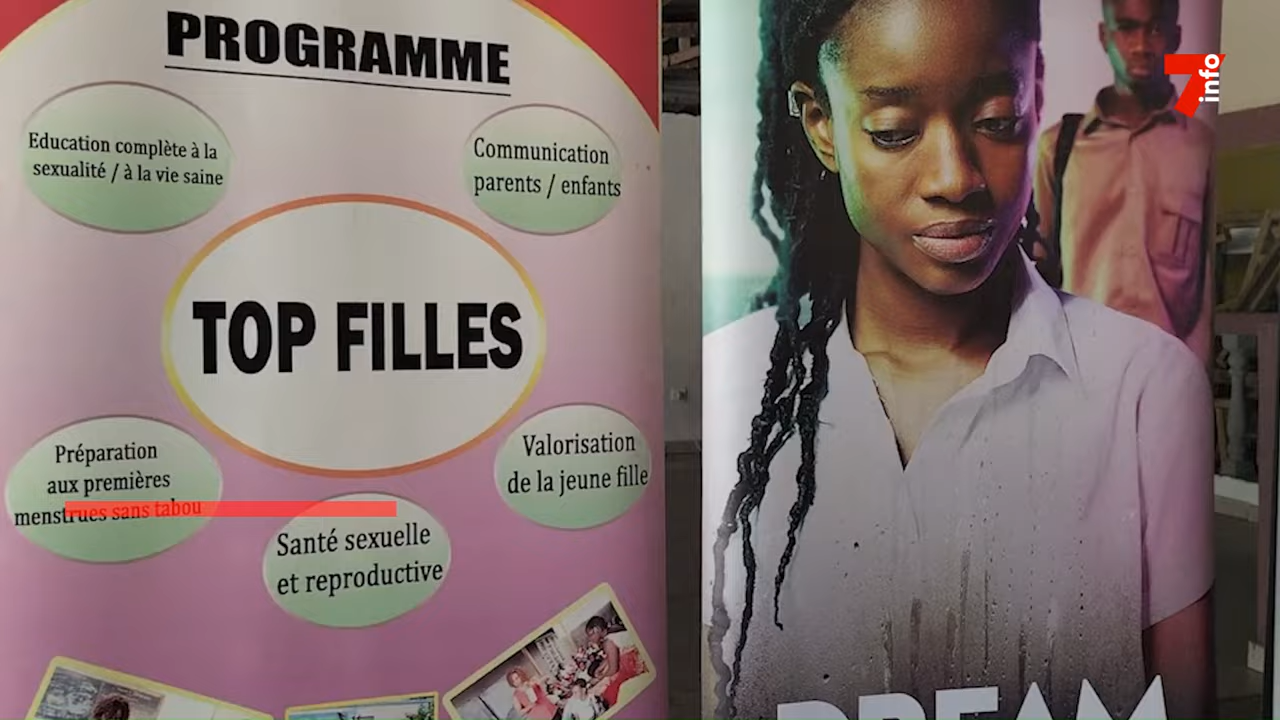 PROGRAMME
Education complète à la
sexualité / à la vie saine
Communication
parents / enfants
TOP FILLES
Préparation
aux premières
menstrues sans tabou
Valorisation
de la jeune fille
Santé sexuelle
et reproductive
7info
DREAM